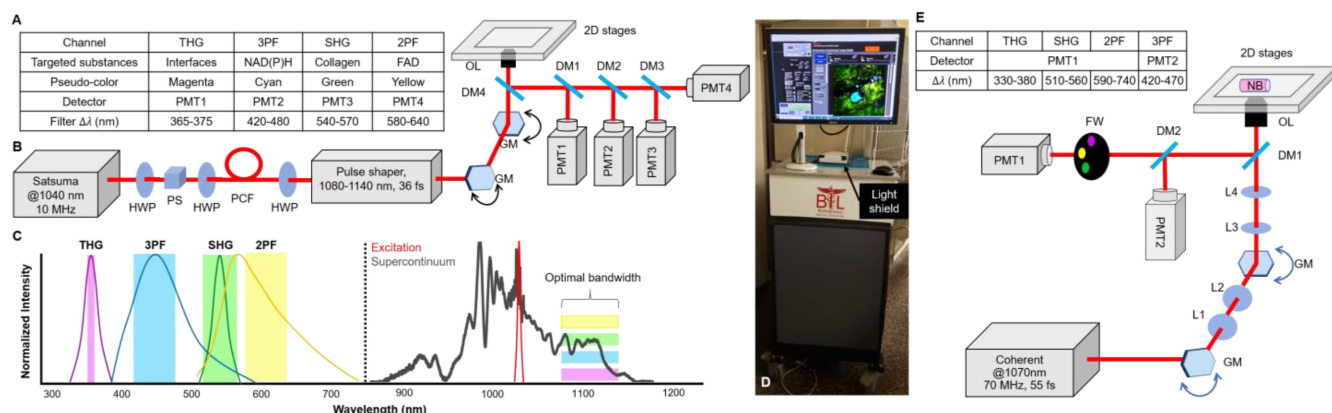 A
Channel THG 3PF SHG 2PF
Targeted substances Interfaces NAD(P)H Collagen FAD
Pseudo-color Magenta Cyan Green Yellow
Detector PMT1 PMT2 PMT3 PMT4
Filter Δλ (nm) 365-375 420-480 540-570 580-640
2D stages
OL
DM1 DM2 DM3
DM4
PMT4
GM
PMT1
PMT2
PMT3
B
Satsuma
@1040 nm
10 MHz
HWP
PS
HWP
PCF
HWP
Pulse shaper,
1080-1140 nm, 36 fs
GM
C
THG 3PF SHG 2PF
Excitation
Supercontinuum
Optimal bandwidth
Normalized Intensity
300 400 500 600 700 900 1000 1100 1200
Wavelength (nm)
Light
shield
D
E
Channel THG SHG 2PF 3PF
Detector PMT1 PMT2
Δλ (nm) 330-380 510-560 590-740 420-470
2D stages
NB
OL
FW
DM2
PMT1
DM1
PMT2
L4
L3
GM
L2
L1
GM
Coherent
@1070nm
70 MHz, 55 fs